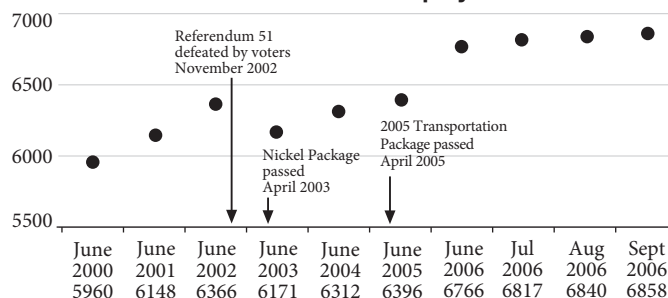 7000
Referendum 51
defeated by voters
November 2002
6500
2005 Transportation
Package passed
April 2005
6000
Nickel Package
passed
April 2003
5500
June June June June June June June Jul Aug Sept
2000 2001 2002 2003 2004 2005 2006 2006 2006 2006
5960 6148 6366 6171 6312 6396 6766 6817 6840 6858